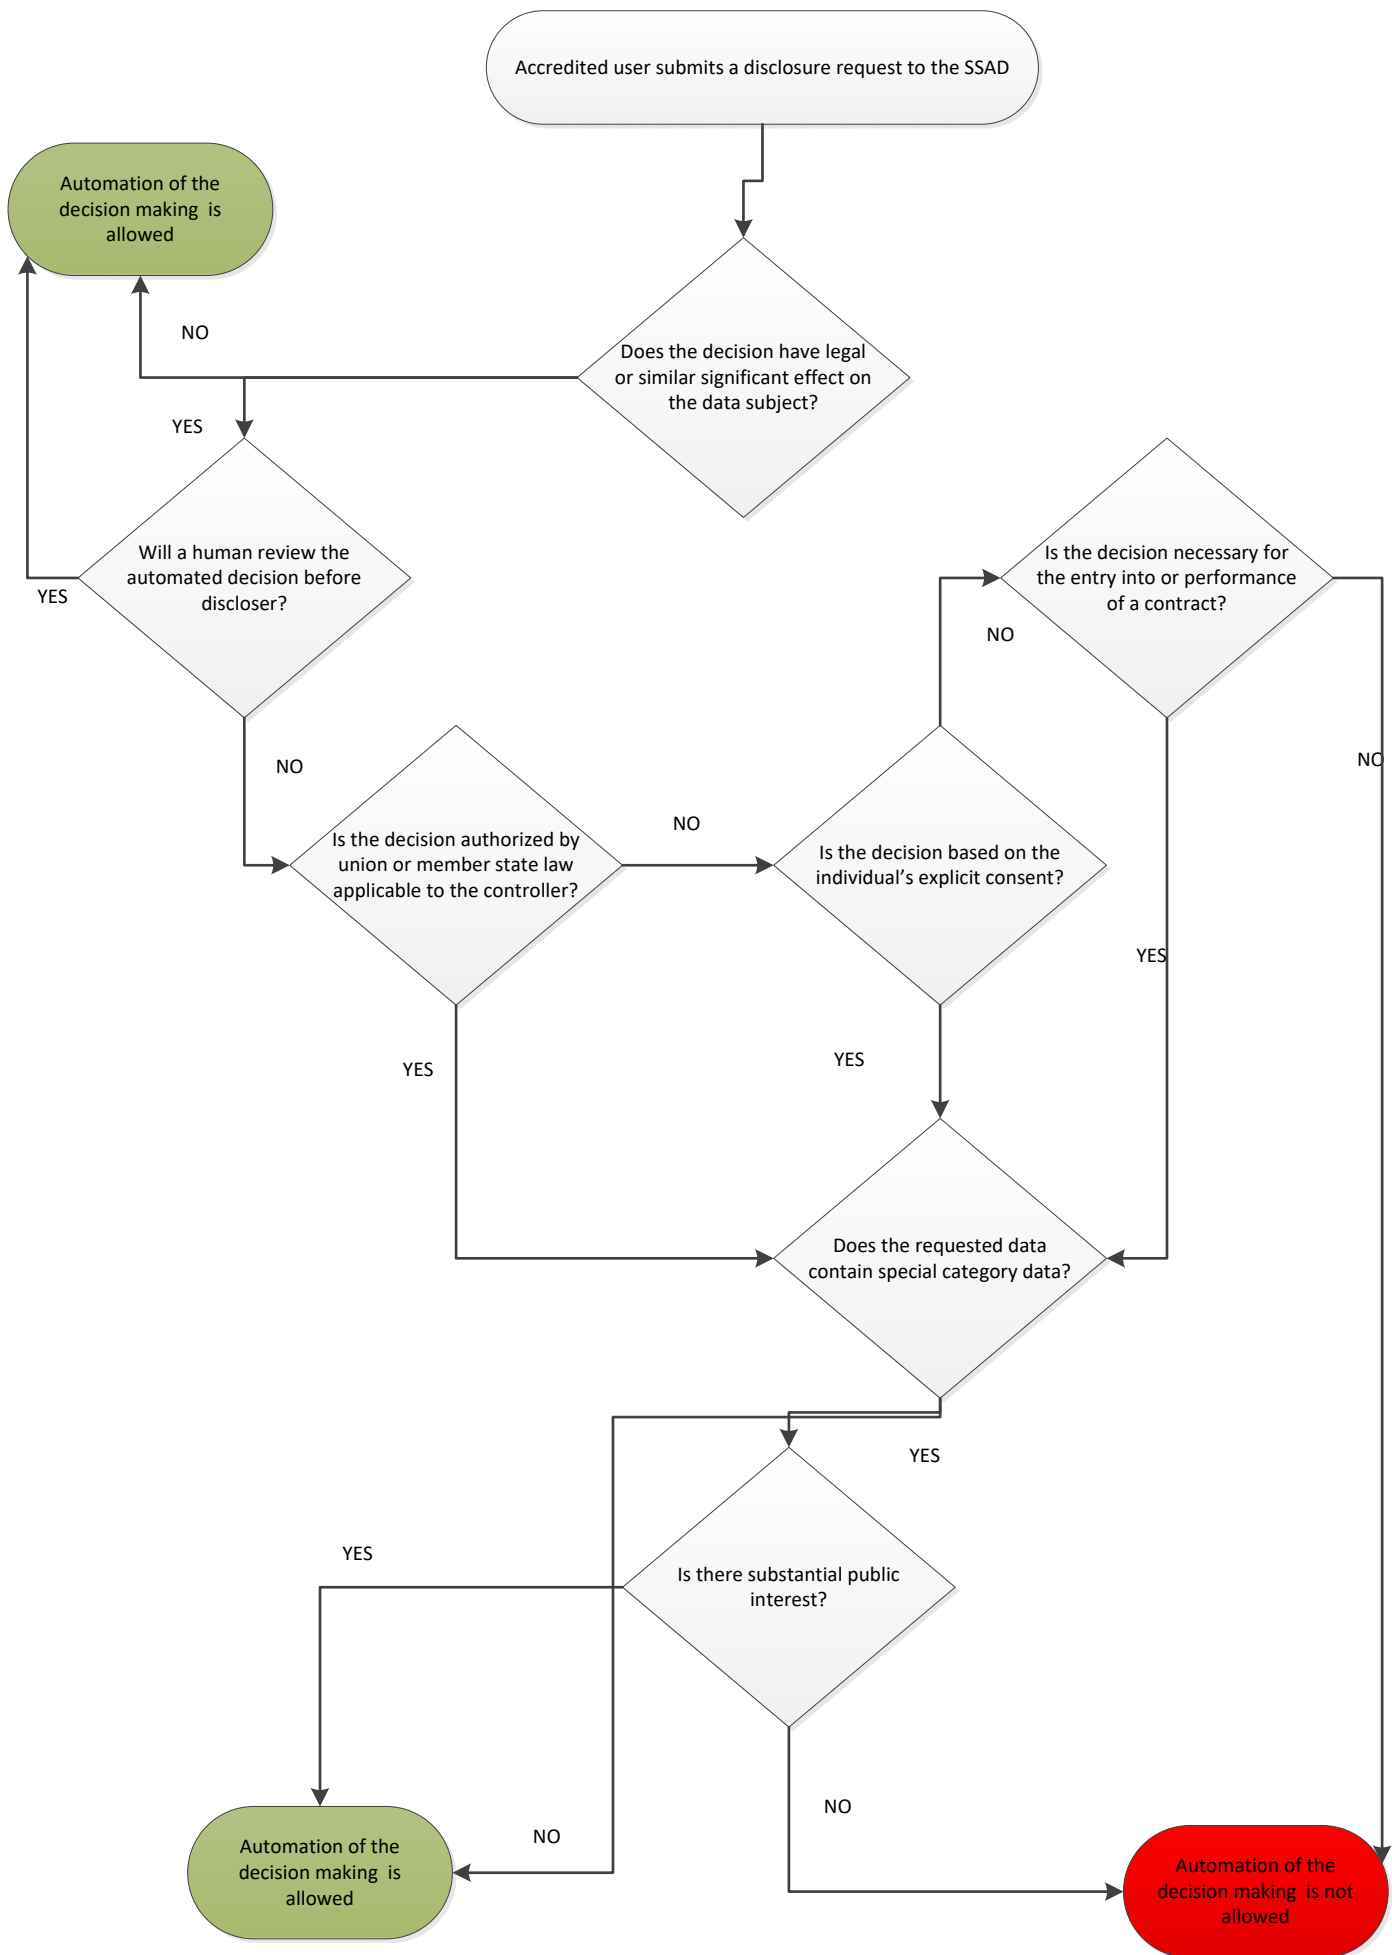 Accredited user submits a disclosure request to the SSAD
Automation of the
decision making  is
allowed
NO
Does the decision have legal
or similar significant effect on
the data subject?
YES
Will a human review the
automated decision before
discloser?
YES
Is the decision necessary for
the entry into or performance
of a contract?
NO
NO
NO
Is the decision authorized by
union or member state law
applicable to the controller?
NO
Is the decision based on the
individual’s explicit consent?
YES
YES
YES
Does the requested data
contain special category data?
YES
YES
Is there substantial public
interest?
NO
NO
Automation of the
decision making  is
allowed
Automation of the
decision making  is not
allowed